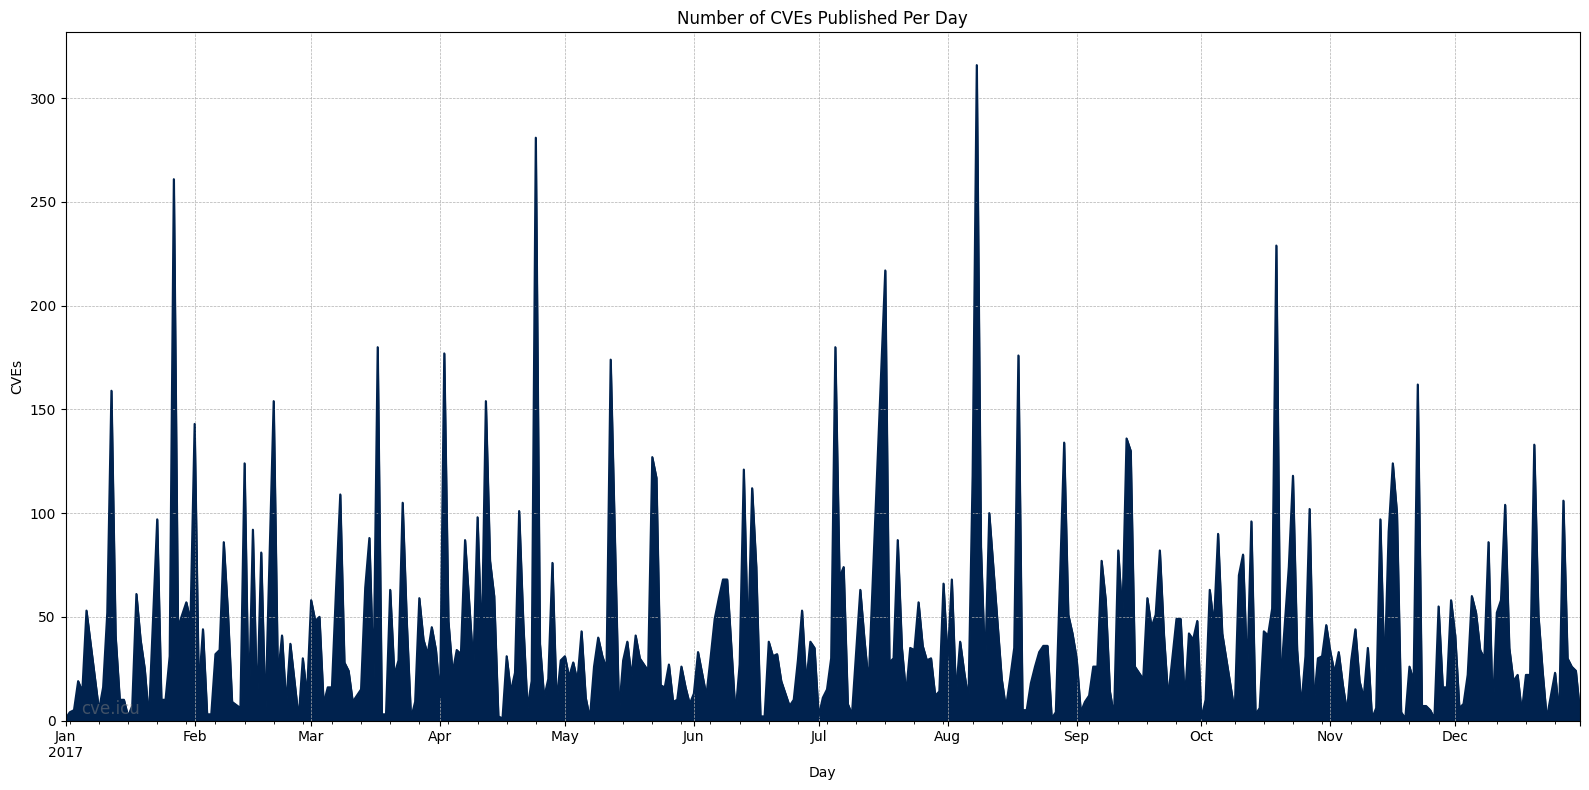 Number of CVEs Published Per Day
300
250
200
150
100
50
0
CVEs
cve.icu
Jan Feb Mar Apr May Jun Jul Aug Sep Oct Nov Dec
2017
Day